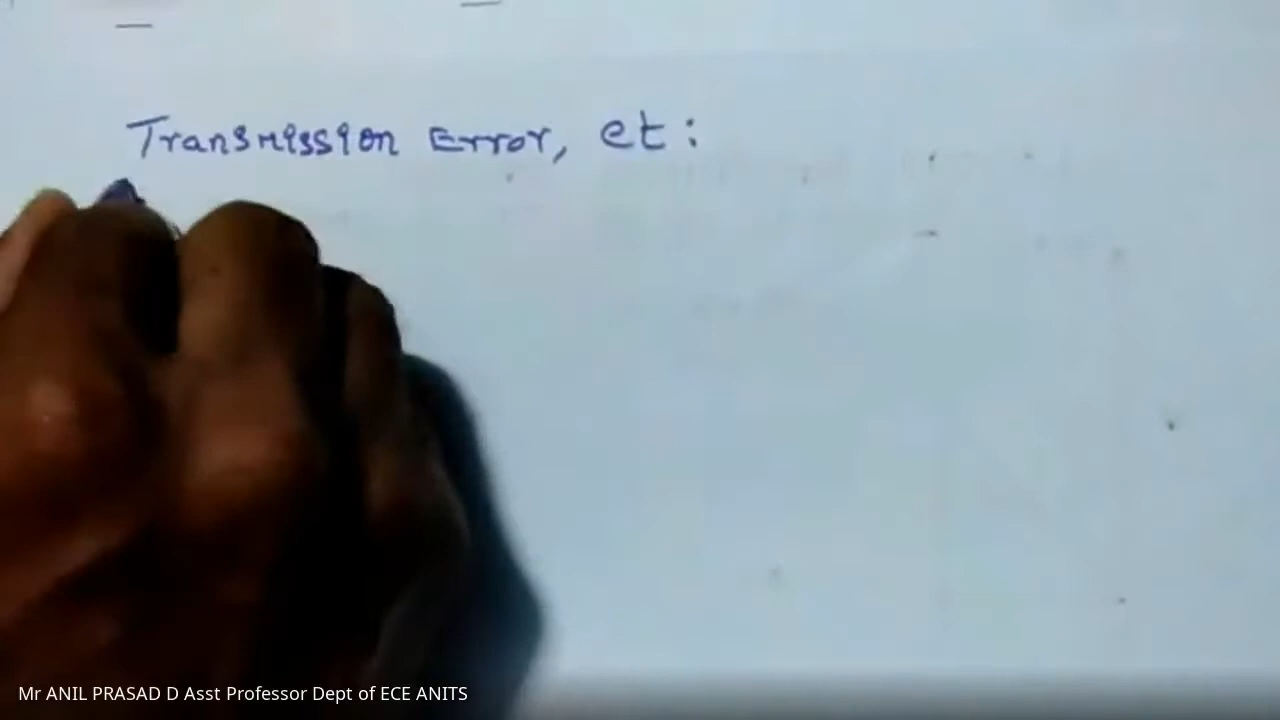 Transmission Error, et:
Mr ANIL PRASAD D Asst Professor Dept of ECE ANITS